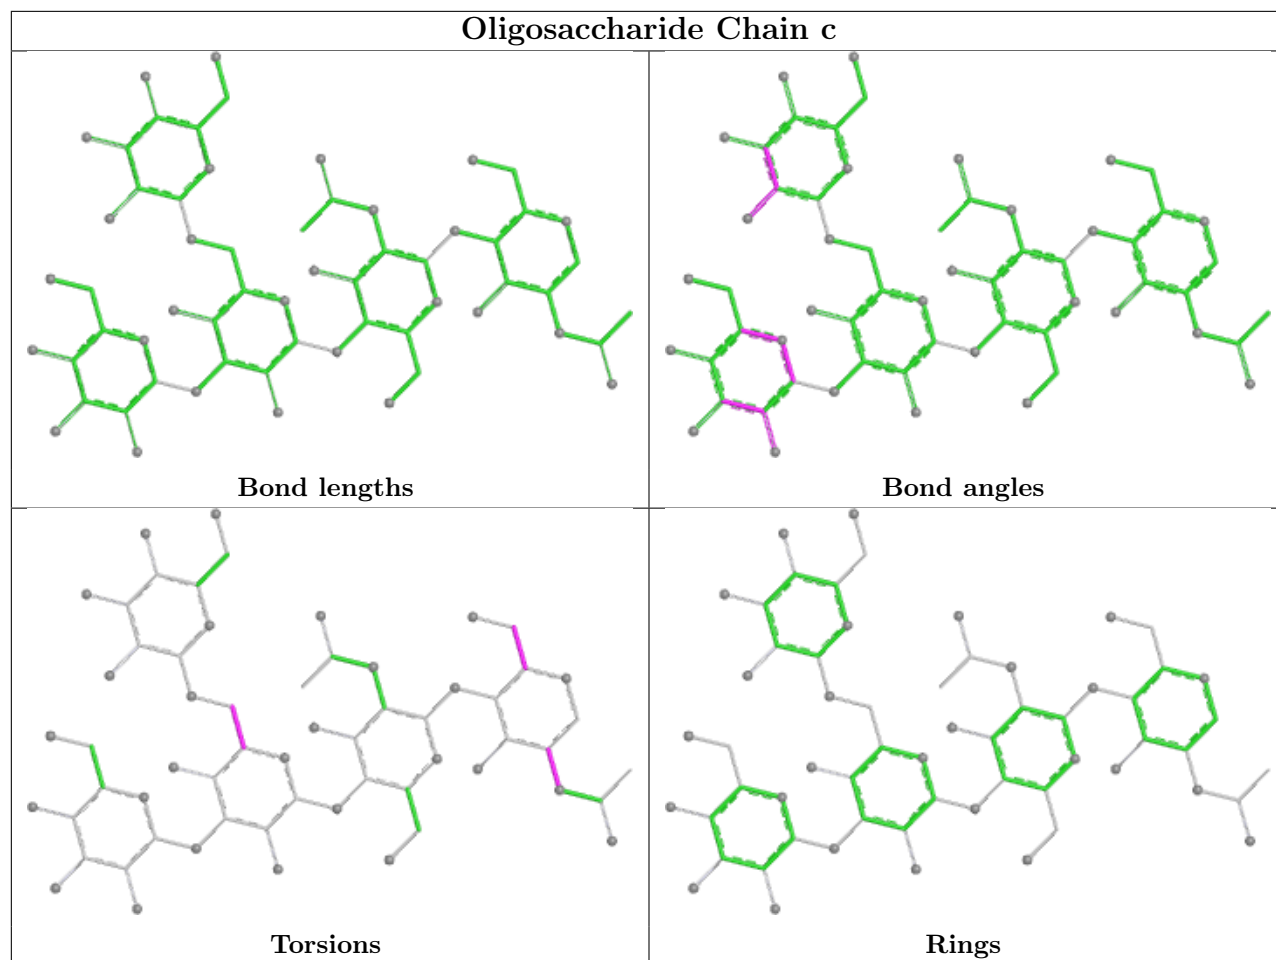 Oligosaccharide Chain c
Bond lengths
Bond angles
Torsions
Rings